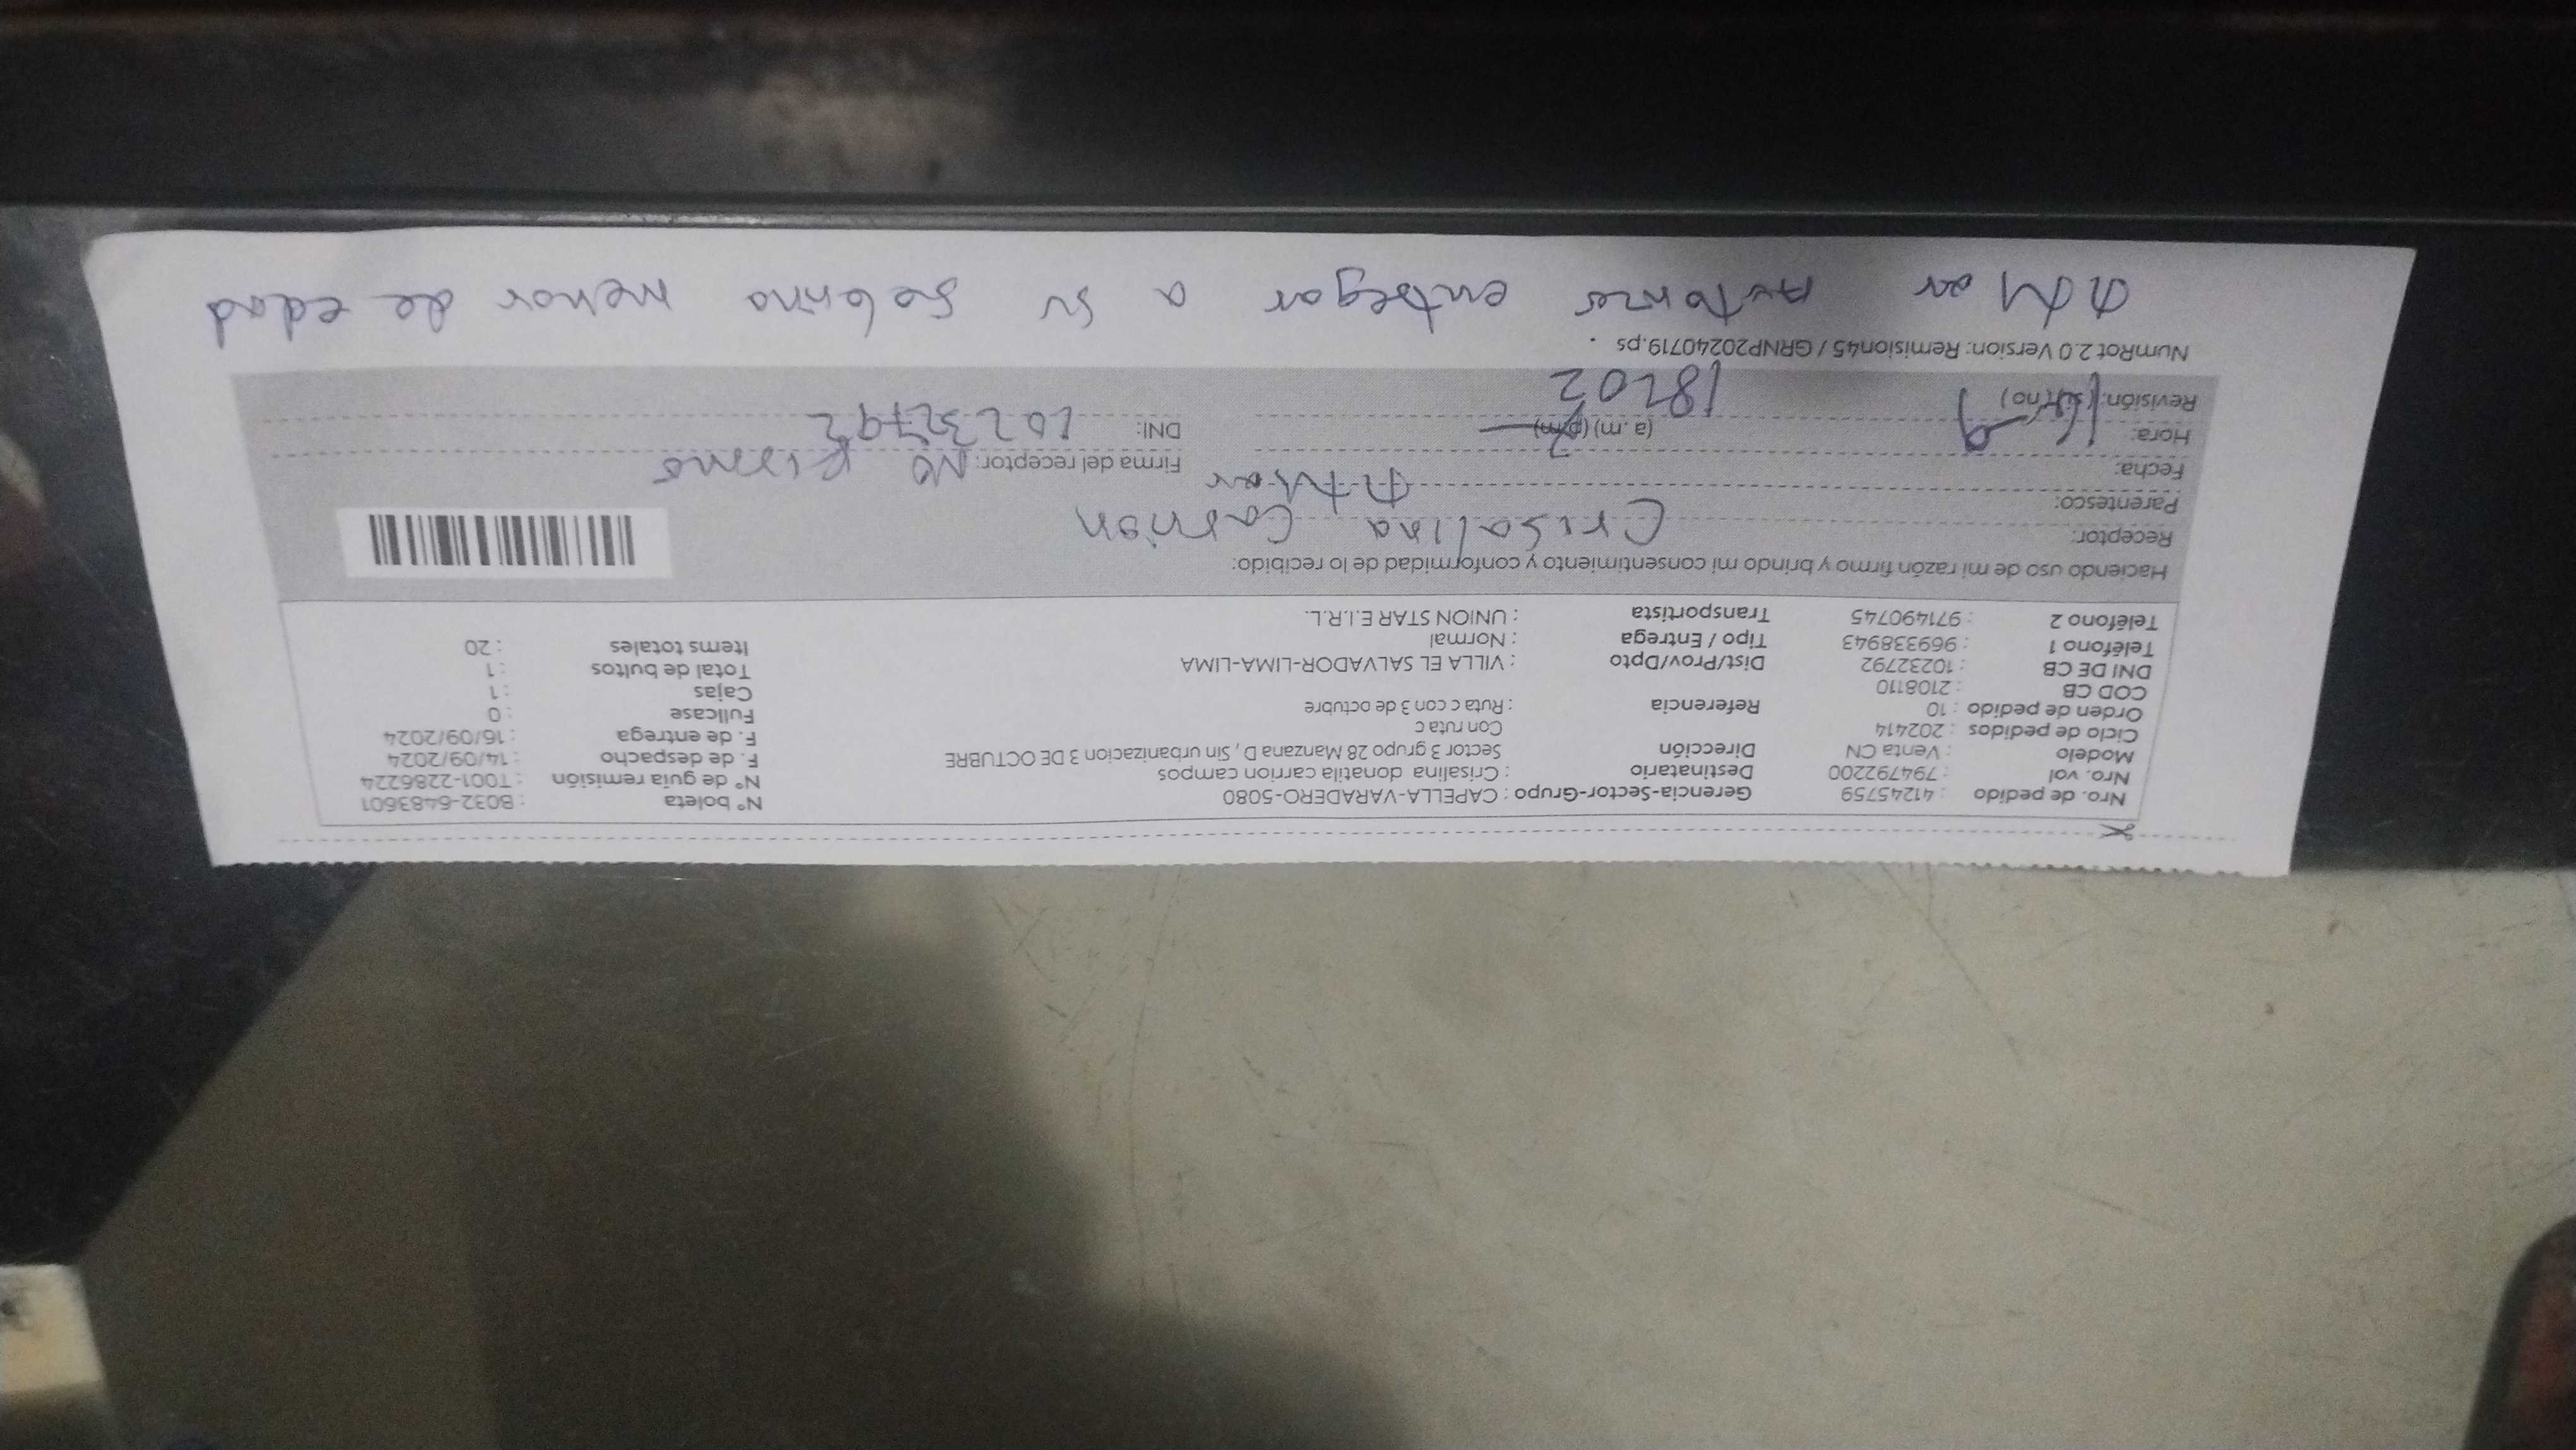 Nro. de pedido : 41245759 Gerencia-Sector-Grupo : CAPELLA-VARADERO-5080 N° boleta : B032-6483601
Nro. vol : 794792200 Destinatario : Crisalina donatila carrion campos N° de guía remisión : T001-2286224
Modelo : Venta CN Dirección Sector 3 grupo 28 Manzana D, Sin urbanizacion 3 DE OCTUBRE F. de despacho : 14/09/2024
Ciclo de pedidos : 202414 Con ruta c F. de entrega : 16/09/2024
Orden de pedido : 10 Referencia : Ruta c con 3 de octubre Fullcase : 0
COD CB : 2108110 Cajas : 1
DNI DE CB : 10232792 Dist/Prov/Dpto : VILLA EL SALVADOR-LIMA-LIMA Total de bultos : 1
Teléfono 1 : 969338943 Tipo / Entrega : Normal Items totales : 20
Teléfono 2 : 971490745 Transportista : UNION STAR E.I.R.L.
Haciendo uso de mi razón firmo y brindo mi consentimiento y conformidad de lo recibido:
Receptor: Crisalina Carrion
Parentesco:
Fecha: Firma del receptor: No
Hora: (a. m) (p.m) DNI: 10232792
Revisión: (si) (no) 18:02
NumRot 2.0 Version: Remision45 / GRNP20240719.ps
entregar a su sobrino menor de edad